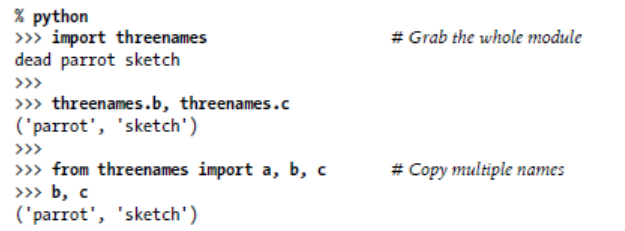 % python
>>> import threenames # Grab the whole module
dead parrot sketch
>>>
>>> threenames.b, threenames.c
('parrot', 'sketch')
>>>
>>> from threenames import a, b, c # Copy multiple names
>>> b, c
('parrot', 'sketch')